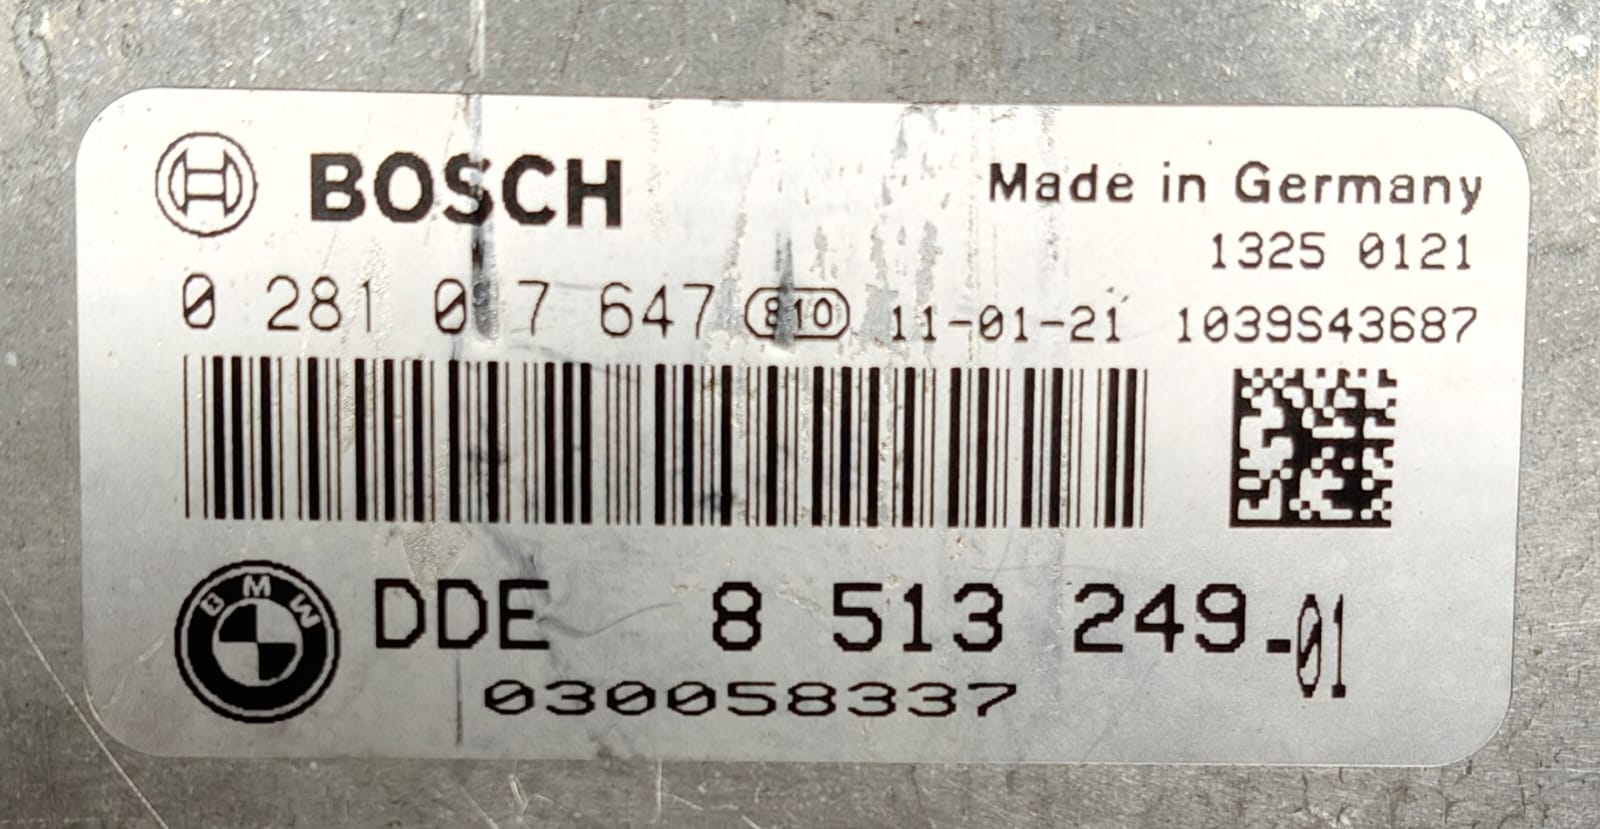 BOSCH
Made in Germany
1325 0121
0 281 017 647 810 11-01-21 1039S43687
BMW DDE 8 513 249-01
030058337